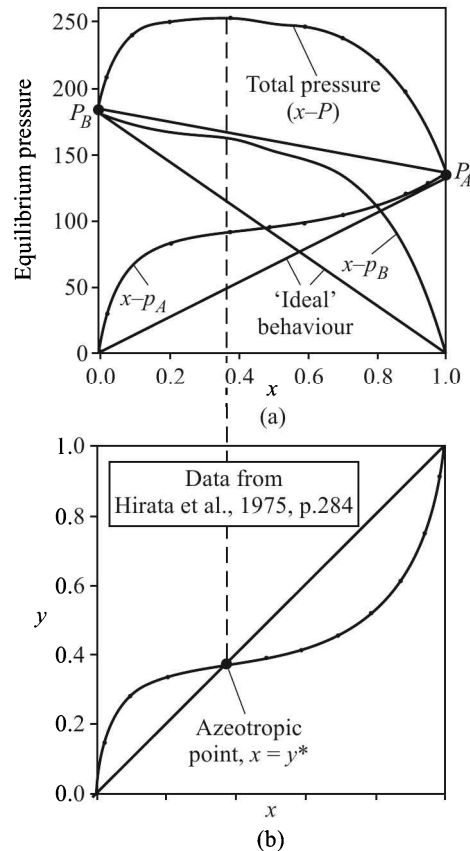 250
200
150
100
50
0
Equilibrium pressure
P_B
P_A
Total pressure
(x–P)
x–p_A
x–p_B
'Ideal'
behaviour
0.0
0.2
0.4
0.6
0.8
1.0
x
(a)
1.0
0.8
0.6
0.4
0.2
0.0
y
Data from
Hirata et al., 1975, p.284
Azeotropic
point, x = y*
x
(b)